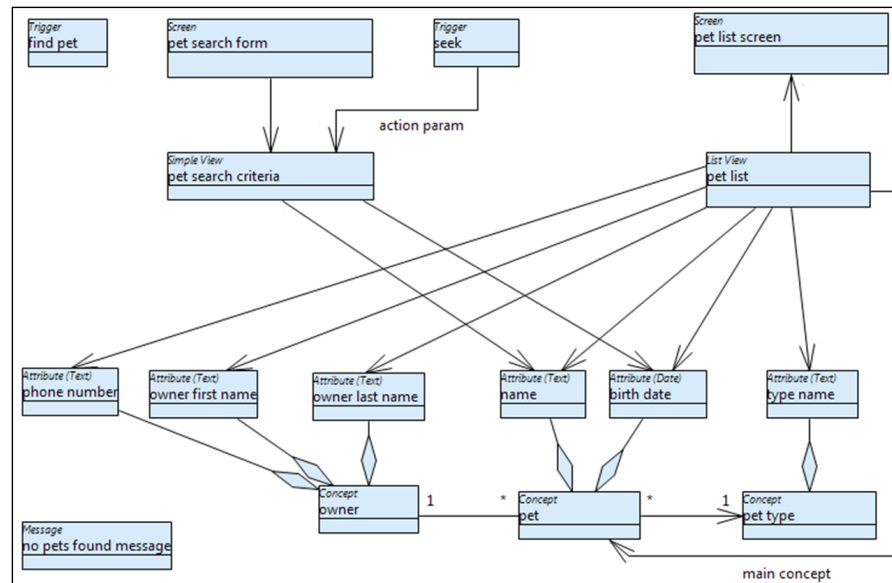 Trigger
find pet
Screen
pet search form
Trigger
seek
Screen
pet list screen
action param
Simple View
pet search criteria
List View
pet list
Attribute (Text)
phone number
Attribute (Text)
owner first name
Attribute (Text)
owner last name
Attribute (Text)
name
Attribute (Date)
birth date
Attribute (Text)
type name
Concept
owner
1
*
Concept
pet
*
1
Concept
pet type
Message
no pets found message
main concept